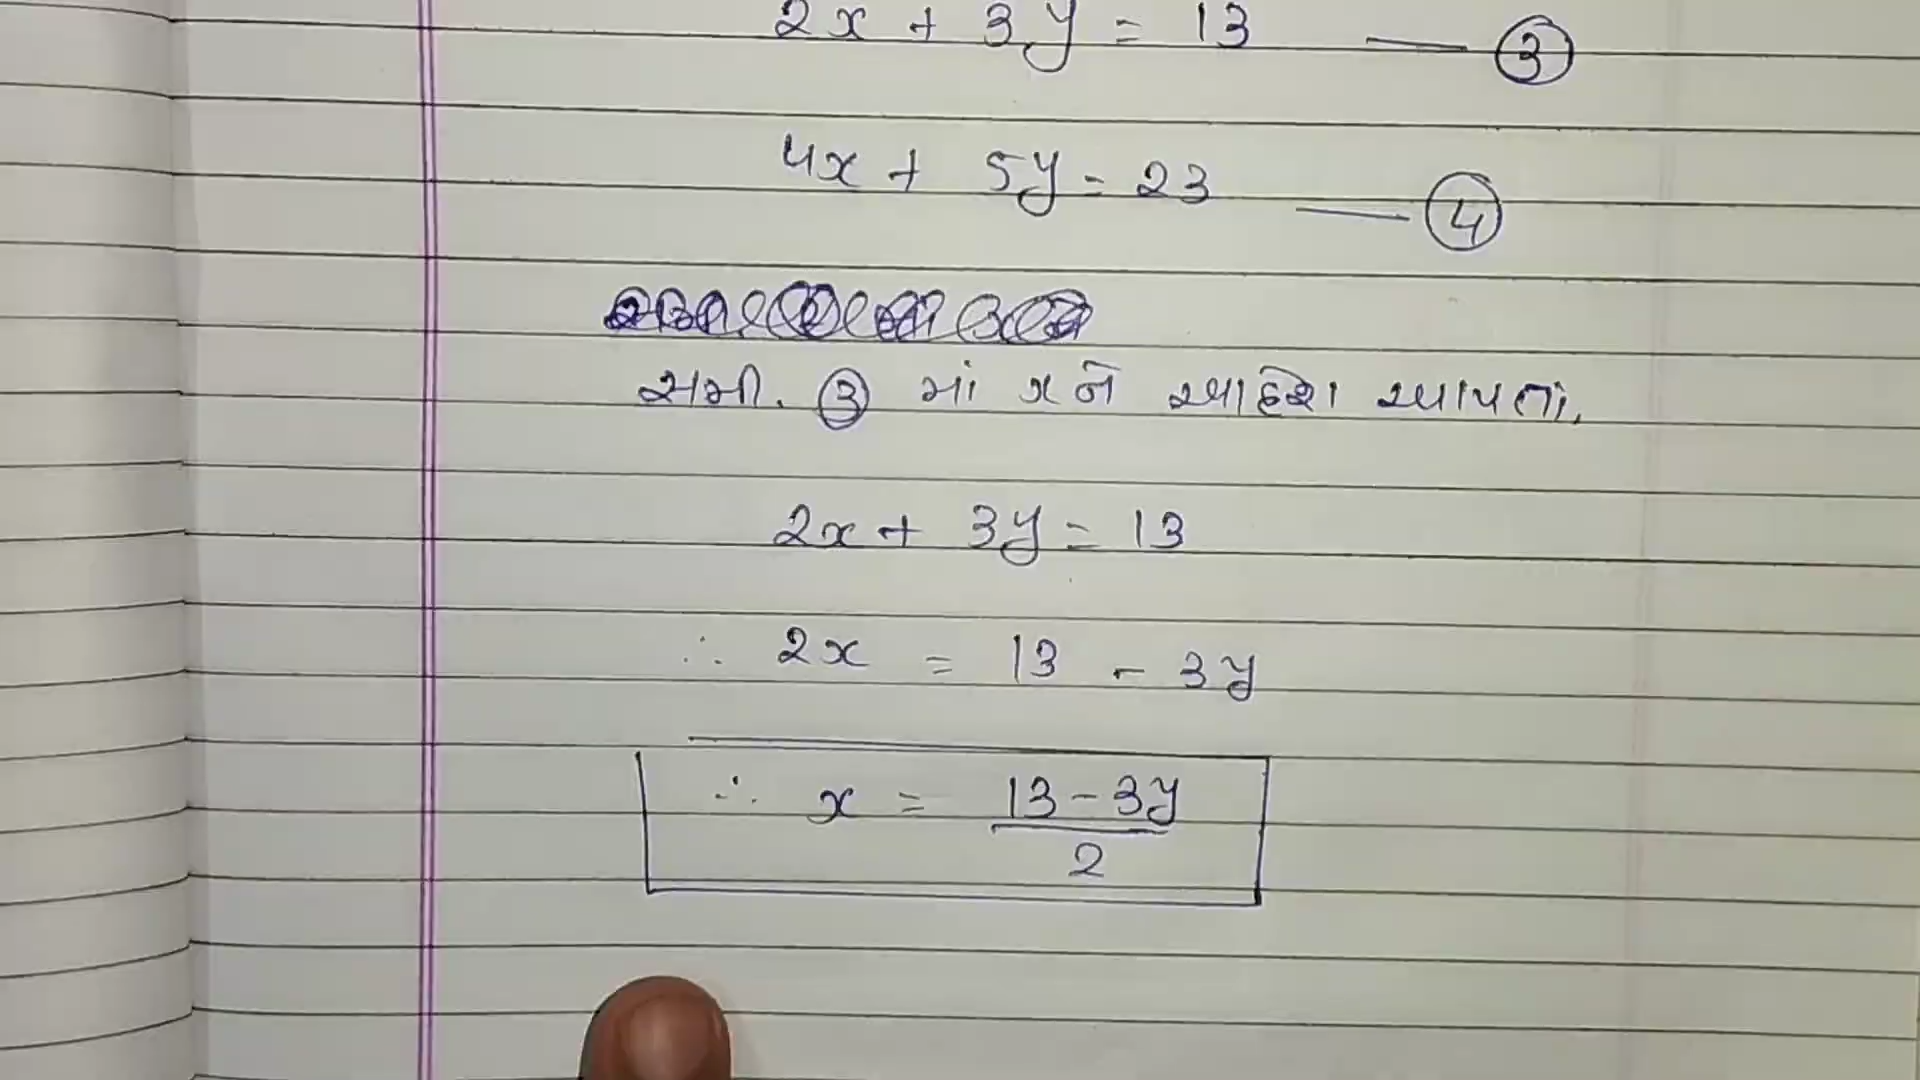 2x + 3y = 13 — ③
4x + 5y = 23 — ④
સમી. ③ માં x ને આદેશ આપતા,
2x + 3y = 13
∴ 2x = 13 - 3y
∴ x = 13 - 3y / 2